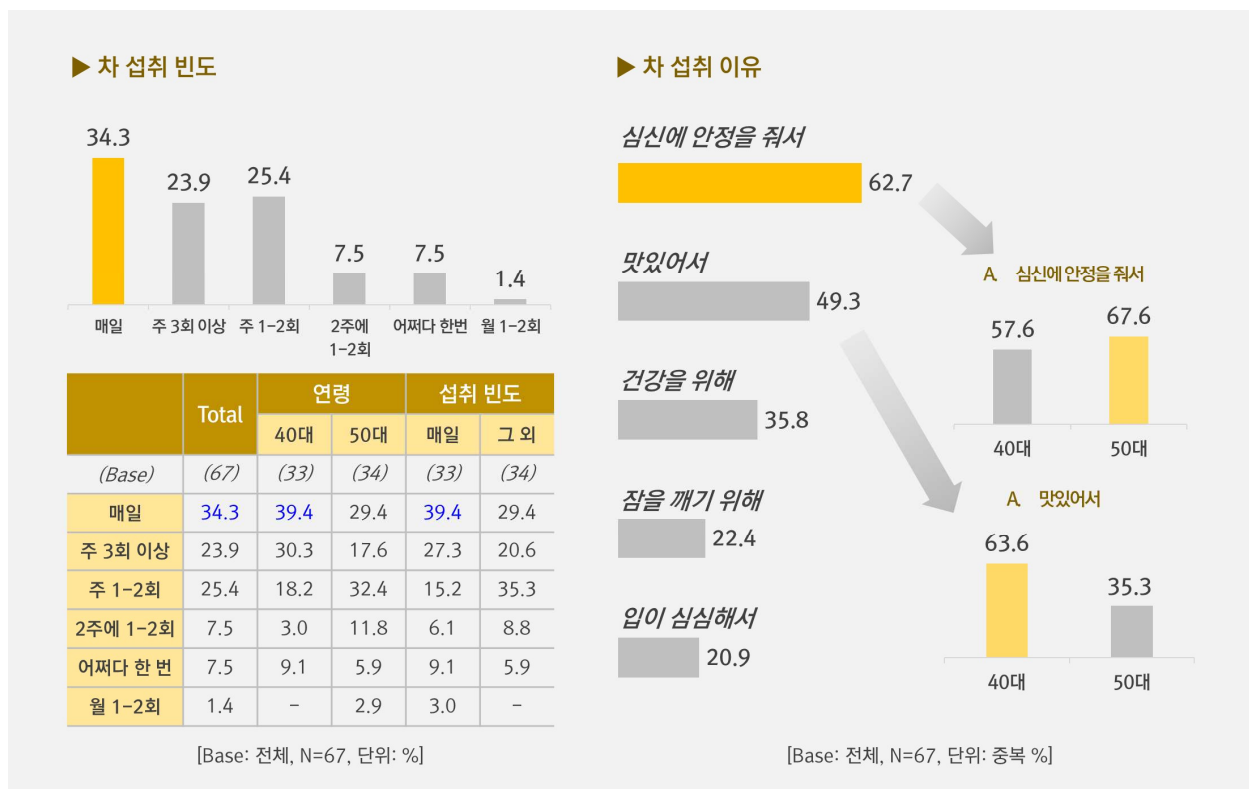 ▶ 차 섭취 빈도
34.3
23.9
25.4
7.5
7.5
1.4
매일
주 3회 이상
주 1-2회
2주에
1-2회
어쩌다 한번
월 1-2회
Total 연령 섭취 빈도
40대 50대 매일 그 외
(Base) (67) (33) (34) (33) (34)
매일 34.3 39.4 29.4 39.4 29.4
주 3회 이상 23.9 30.3 17.6 27.3 20.6
주 1-2회 25.4 18.2 32.4 15.2 35.3
2주에 1-2회 7.5 3.0 11.8 6.1 8.8
어쩌다 한 번 7.5 9.1 5.9 9.1 5.9
월 1-2회 1.4 - 2.9 3.0 -
[Base: 전체, N=67, 단위: %]
▶ 차 섭취 이유
심신에 안정을 줘서
62.7
맛있어서
49.3
건강을 위해
35.8
잠을 깨기 위해
22.4
입이 심심해서
20.9
A. 심신에 안정을 줘서
57.6
67.6
40대
50대
A. 맛있어서
63.6
35.3
40대
50대
[Base: 전체, N=67, 단위: 중복 %]